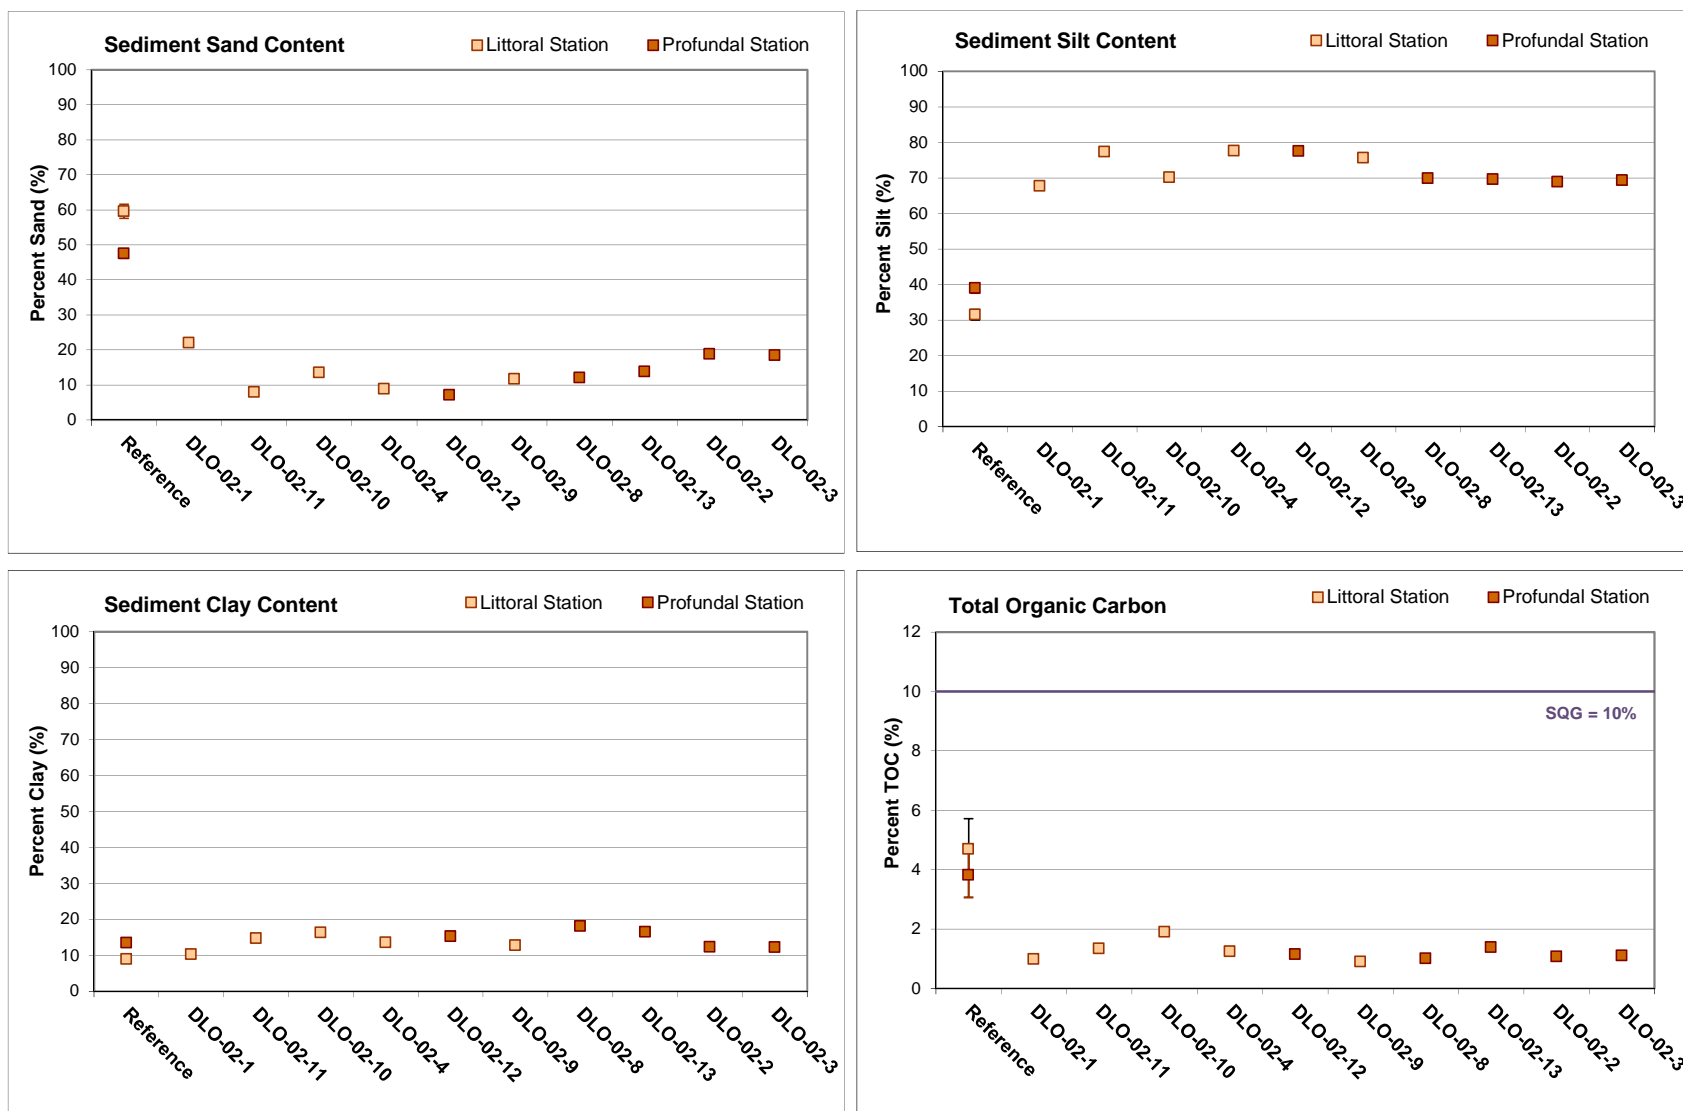 Sediment Sand Content
Littoral Station
Profundal Station
Percent Sand (%)
100
90
80
70
60
50
40
30
20
10
0
Reference
DLO-02-1
DLO-02-11
DLO-02-10
DLO-02-4
DLO-02-12
DLO-02-9
DLO-02-8
DLO-02-13
DLO-02-2
DLO-02-3
Sediment Silt Content
Littoral Station
Profundal Station
Percent Silt (%)
100
90
80
70
60
50
40
30
20
10
0
Reference
DLO-02-1
DLO-02-11
DLO-02-10
DLO-02-4
DLO-02-12
DLO-02-9
DLO-02-8
DLO-02-13
DLO-02-2
DLO-02-3
Sediment Clay Content
Littoral Station
Profundal Station
Percent Clay (%)
100
90
80
70
60
50
40
30
20
10
0
Reference
DLO-02-1
DLO-02-11
DLO-02-10
DLO-02-4
DLO-02-12
DLO-02-9
DLO-02-8
DLO-02-13
DLO-02-2
DLO-02-3
Total Organic Carbon
Littoral Station
Profundal Station
Percent TOC (%)
12
10
8
6
4
2
0
SQG = 10%
Reference
DLO-02-1
DLO-02-11
DLO-02-10
DLO-02-4
DLO-02-12
DLO-02-9
DLO-02-8
DLO-02-13
DLO-02-2
DLO-02-3